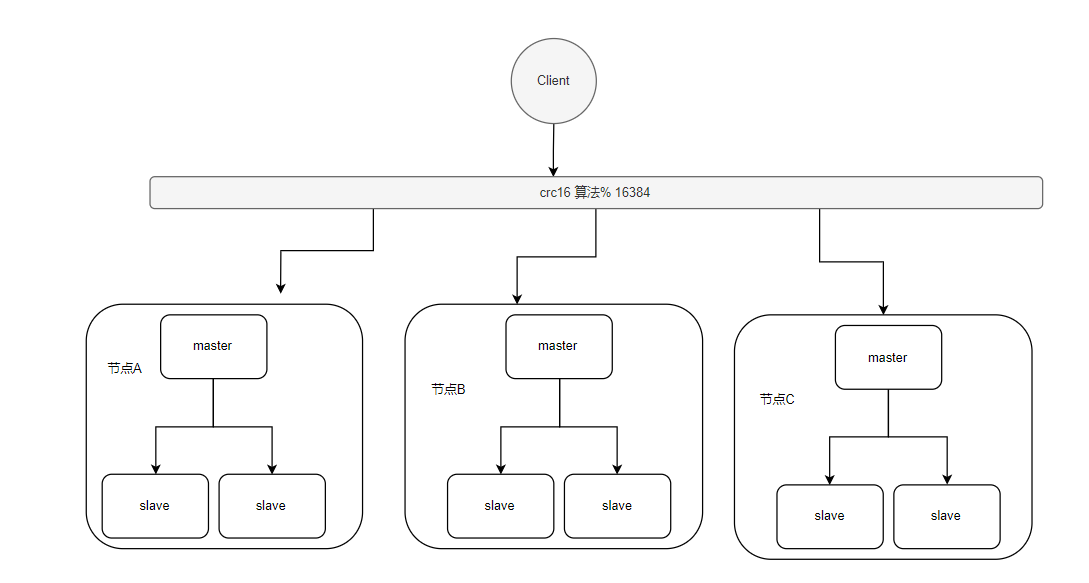 Client
crc16 算法% 16384
master
节点A
slave
slave
master
节点B
slave
slave
master
节点C
slave
slave